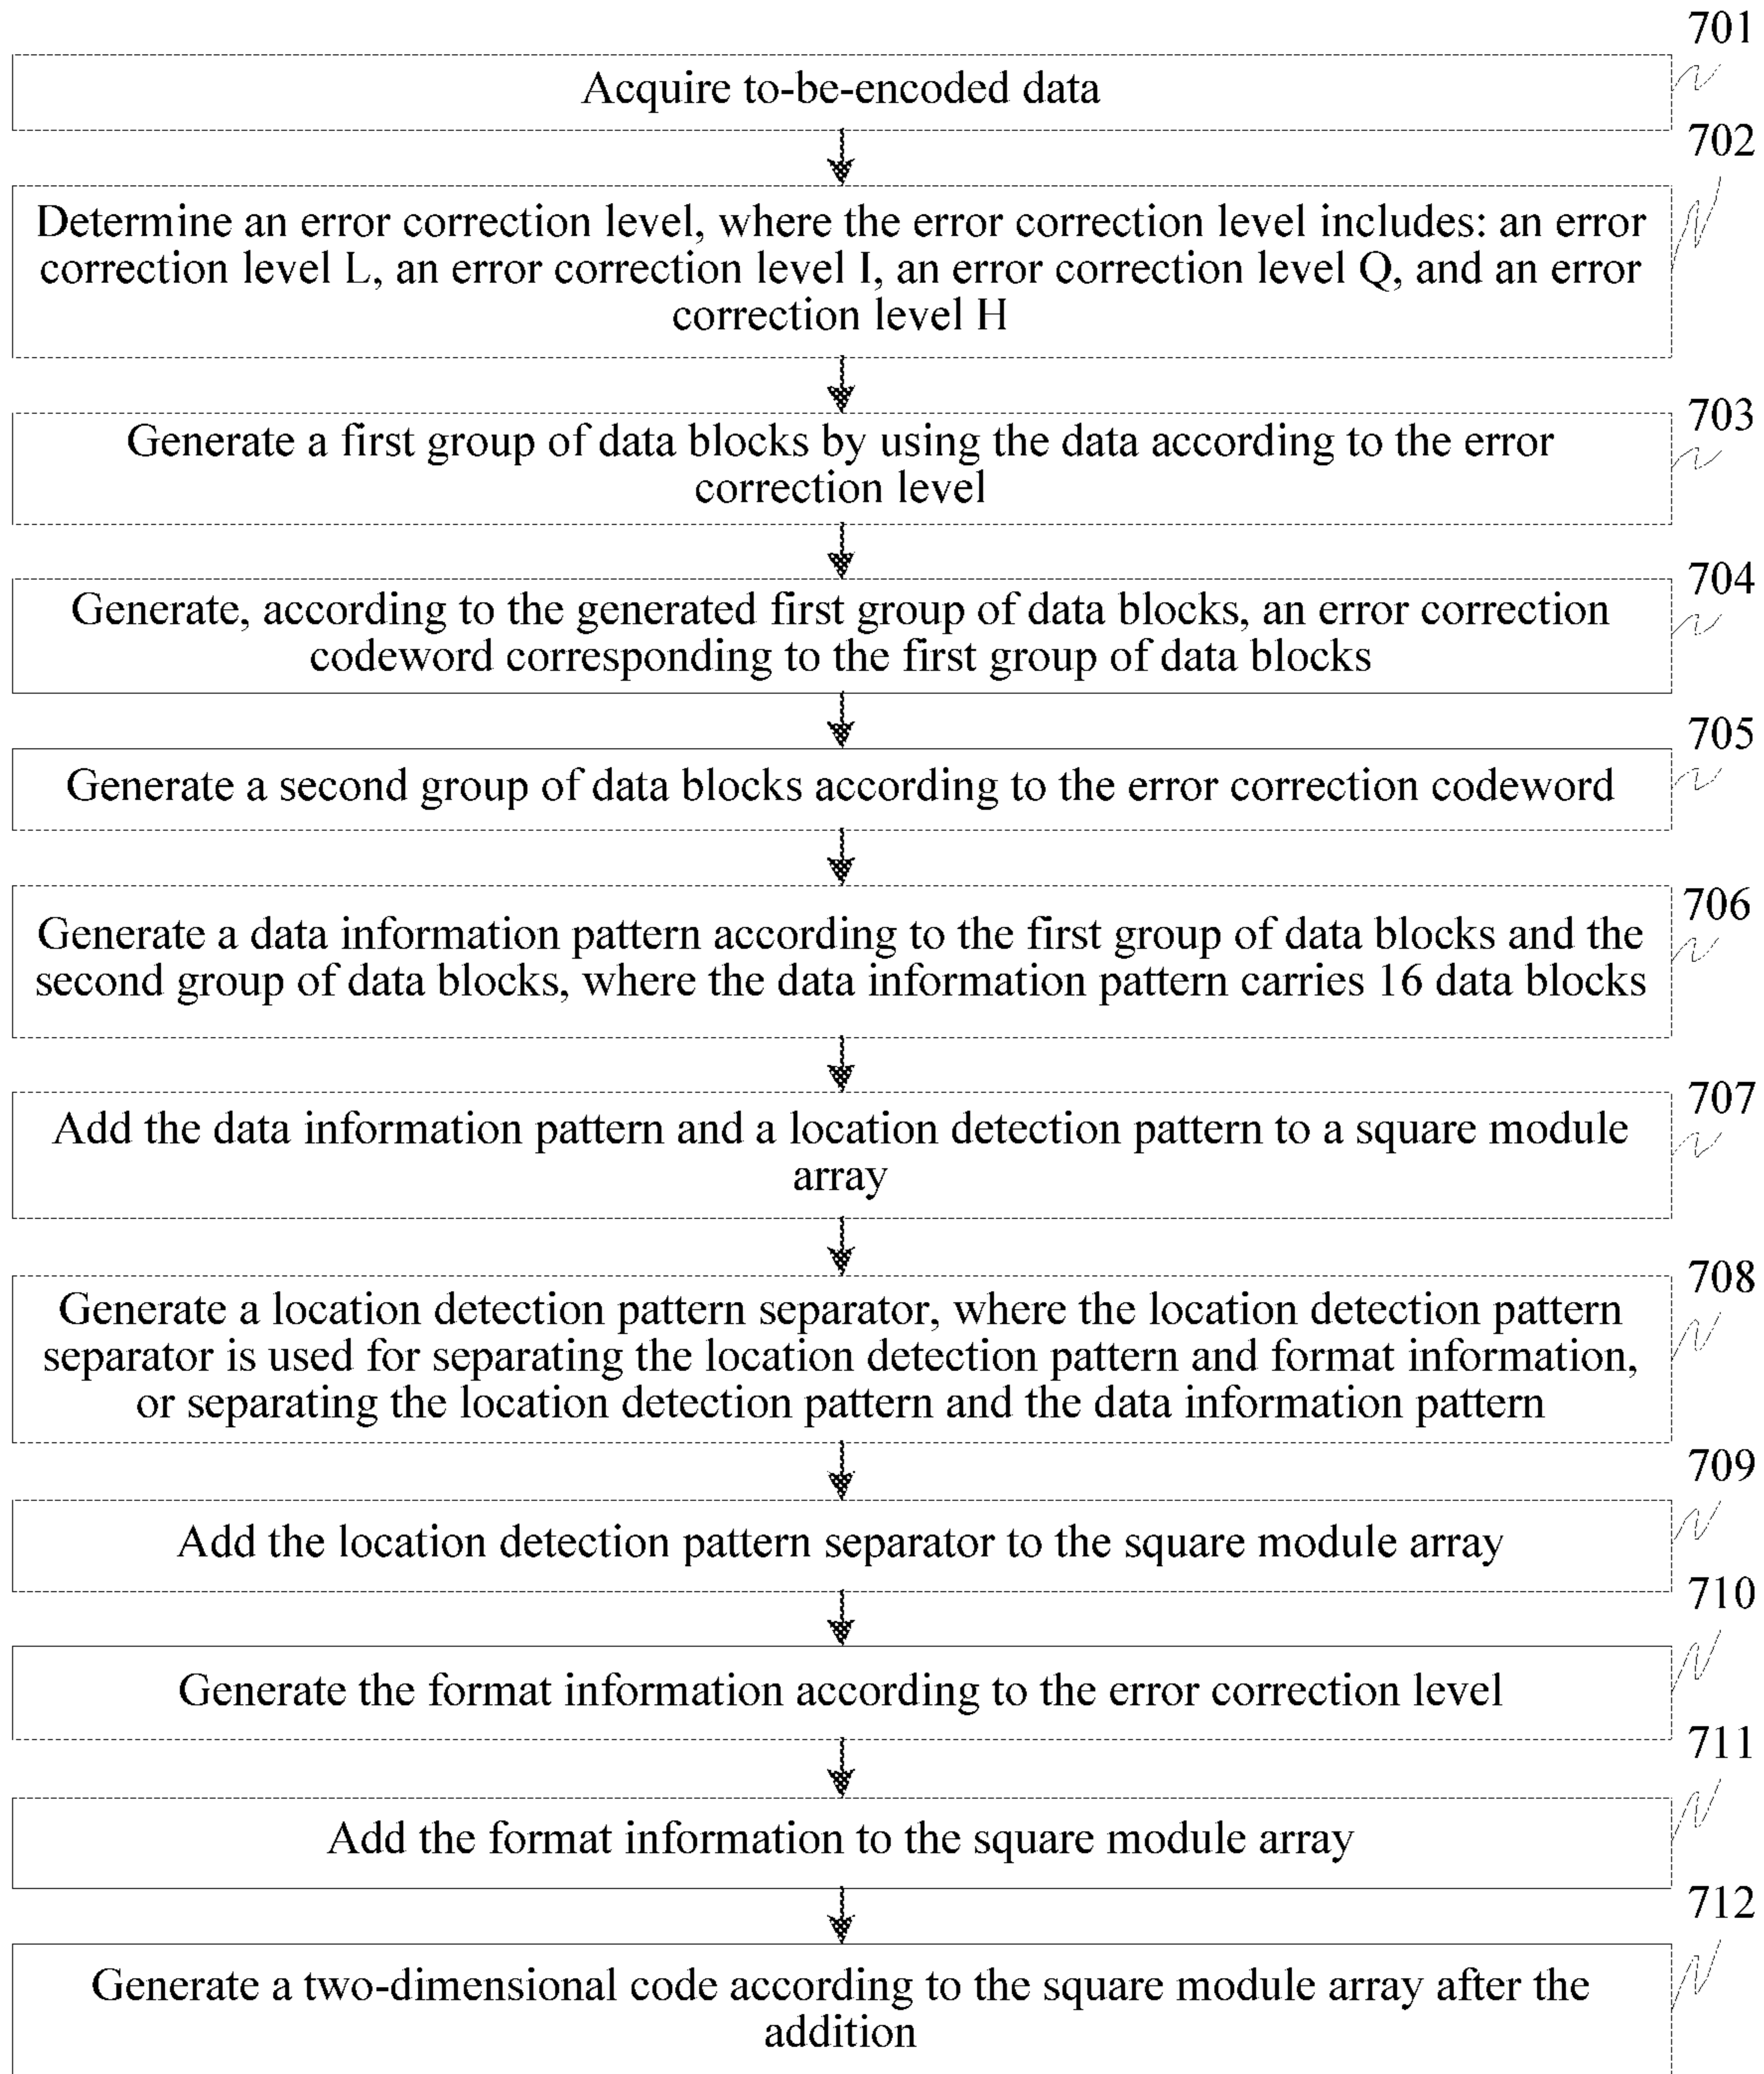 701
Acquire to-be-encoded data
702
Determine an error correction level, where the error correction level includes: an error
correction level L, an error correction level I, an error correction level Q, and an error
correction level H
703
Generate a first group of data blocks by using the data according to the error
correction level
704
Generate, according to the generated first group of data blocks, an error correction
codeword corresponding to the first group of data blocks
705
Generate a second group of data blocks according to the error correction codeword
706
Generate a data information pattern according to the first group of data blocks and the
second group of data blocks, where the data information pattern carries 16 data blocks
707
Add the data information pattern and a location detection pattern to a square module
array
708
Generate a location detection pattern separator, where the location detection pattern
separator is used for separating the location detection pattern and format information,
or separating the location detection pattern and the data information pattern
709
Add the location detection pattern separator to the square module array
710
Generate the format information according to the error correction level
711
Add the format information to the square module array
712
Generate a two-dimensional code according to the square module array after the
addition